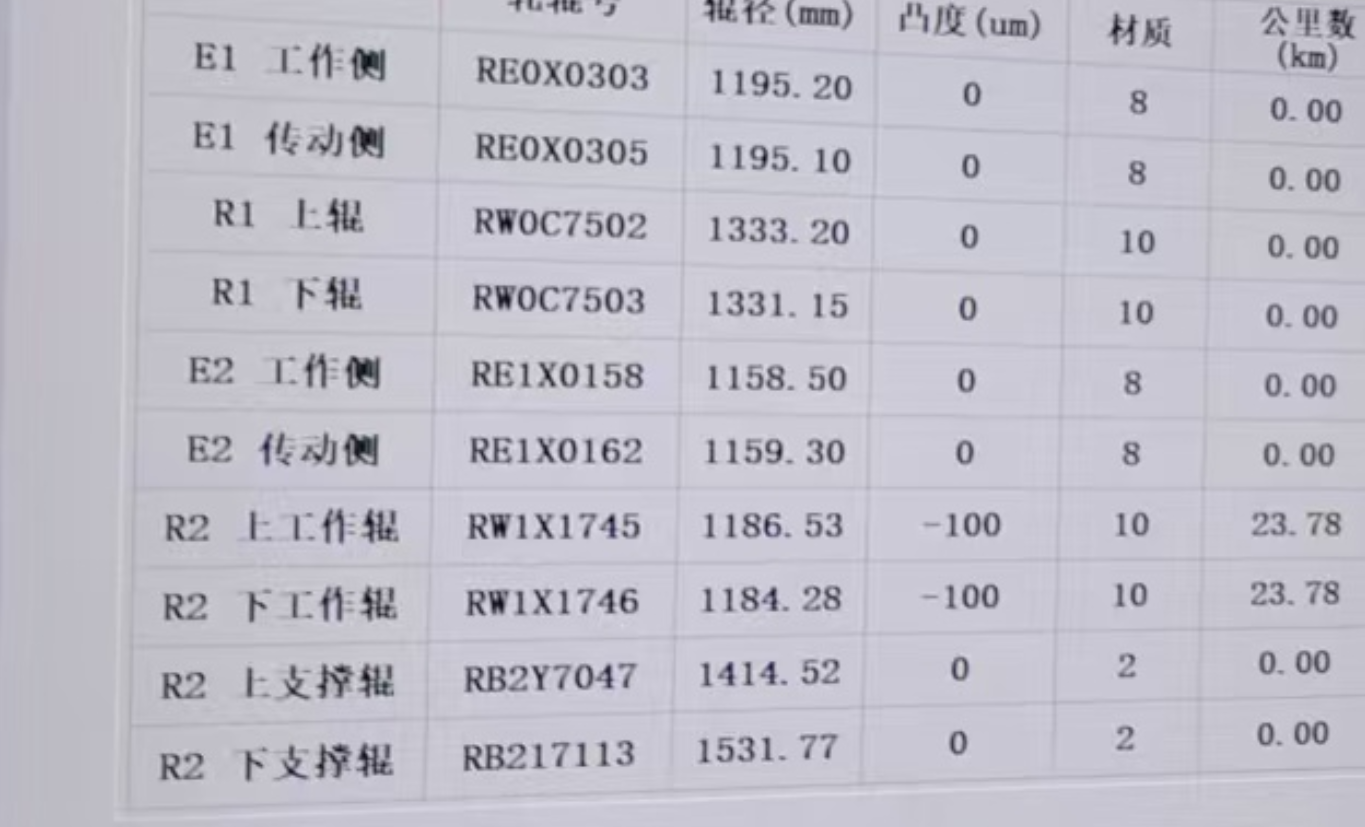 轧辊号 辊径(mm) 凸度(um) 材质 公里数
(km)
E1 工作侧 RE0X0303 1195.20 0 8 0.00
E1 传动侧 RE0X0305 1195.10 0 8 0.00
R1 上辊 RW0C7502 1333.20 0 10 0.00
R1 下辊 RW0C7503 1331.15 0 10 0.00
E2 工作侧 RE1X0158 1158.50 0 8 0.00
E2 传动侧 RE1X0162 1159.30 0 8 0.00
R2 上工作辊 RW1X1745 1186.53 -100 10 23.78
R2 下工作辊 RW1X1746 1184.28 -100 10 23.78
R2 上支撑辊 RB2Y7047 1414.52 0 2 0.00
R2 下支撑辊 RB217113 1531.77 0 2 0.00